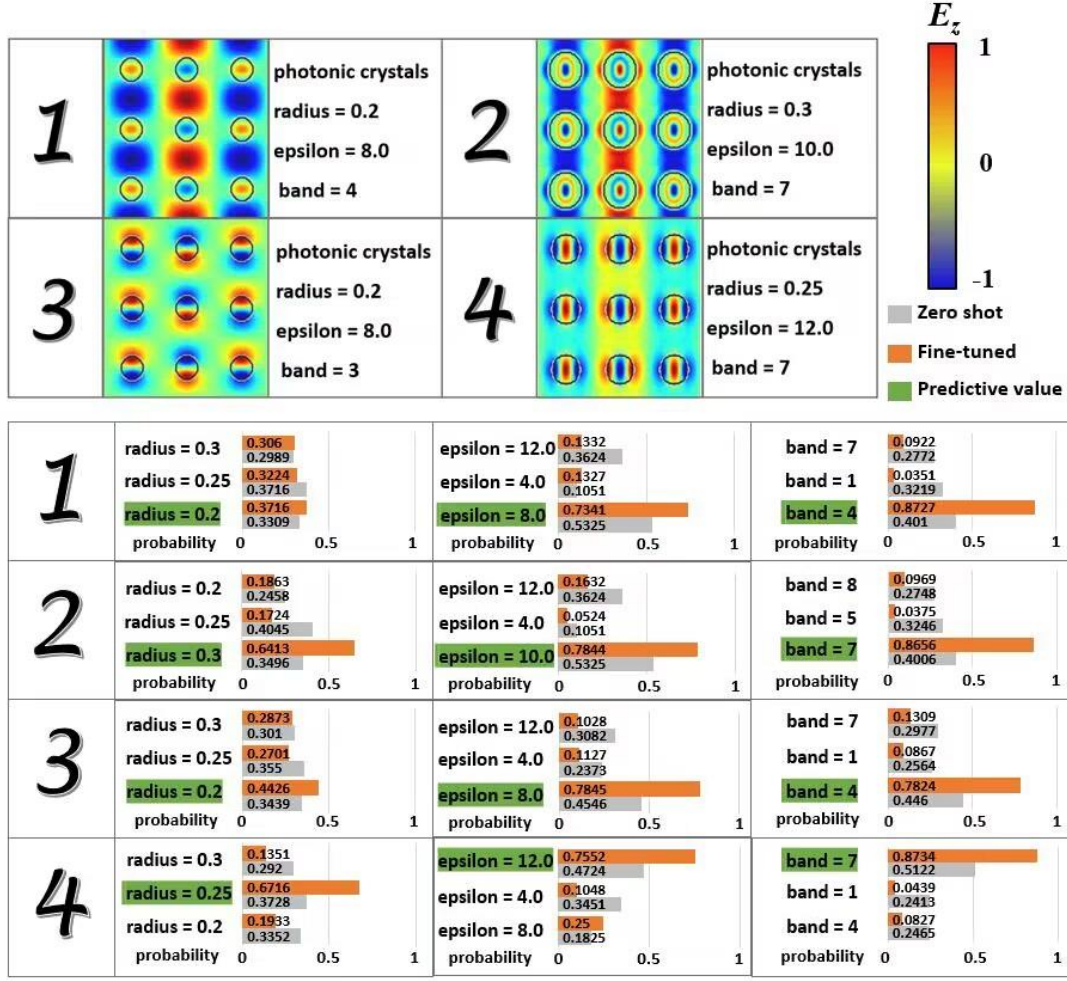 E_z
1
photonic crystals
radius = 0.2
epsilon = 8.0
band = 4
2
photonic crystals
radius = 0.3
epsilon = 10.0
band = 7
1
0
-1
3
photonic crystals
radius = 0.2
epsilon = 8.0
band = 3
4
photonic crystals
radius = 0.25
epsilon = 12.0
band = 7
Zero shot
Fine-tuned
Predictive value
1
radius = 0.3
0.306
0.2989
radius = 0.25
0.3224
0.3716
radius = 0.2
0.3716
0.3309
probability 0 0.5 1
epsilon = 12.0
0.1332
0.3624
epsilon = 4.0
0.1327
0.1051
epsilon = 8.0
0.7341
0.5325
probability 0 0.5 1
band = 7
0.0922
0.2772
band = 1
0.0351
0.3219
band = 4
0.8727
0.401
probability 0 0.5 1
2
radius = 0.2
0.1863
0.2458
radius = 0.25
0.1724
0.4045
radius = 0.3
0.6413
0.3496
probability 0 0.5 1
epsilon = 12.0
0.1632
0.3624
epsilon = 4.0
0.0524
0.1051
epsilon = 10.0
0.7844
0.5325
probability 0 0.5 1
band = 8
0.0969
0.2748
band = 5
0.0375
0.3246
band = 7
0.8656
0.4006
probability 0 0.5 1
3
radius = 0.3
0.2873
0.301
radius = 0.25
0.2701
0.355
radius = 0.2
0.4426
0.3439
probability 0 0.5 1
epsilon = 12.0
0.1028
0.3082
epsilon = 4.0
0.1127
0.2373
epsilon = 8.0
0.7845
0.4546
probability 0 0.5 1
band = 7
0.1309
0.2977
band = 1
0.0867
0.2564
band = 4
0.7824
0.446
probability 0 0.5 1
4
radius = 0.3
0.1351
0.292
radius = 0.25
0.6716
0.3728
radius = 0.2
0.1933
0.3352
probability 0 0.5 1
epsilon = 12.0
0.7552
0.4724
epsilon = 4.0
0.1048
0.3451
epsilon = 8.0
0.25
0.1825
probability 0 0.5 1
band = 7
0.8734
0.5122
band = 1
0.0439
0.2413
band = 4
0.0827
0.2465
probability 0 0.5 1